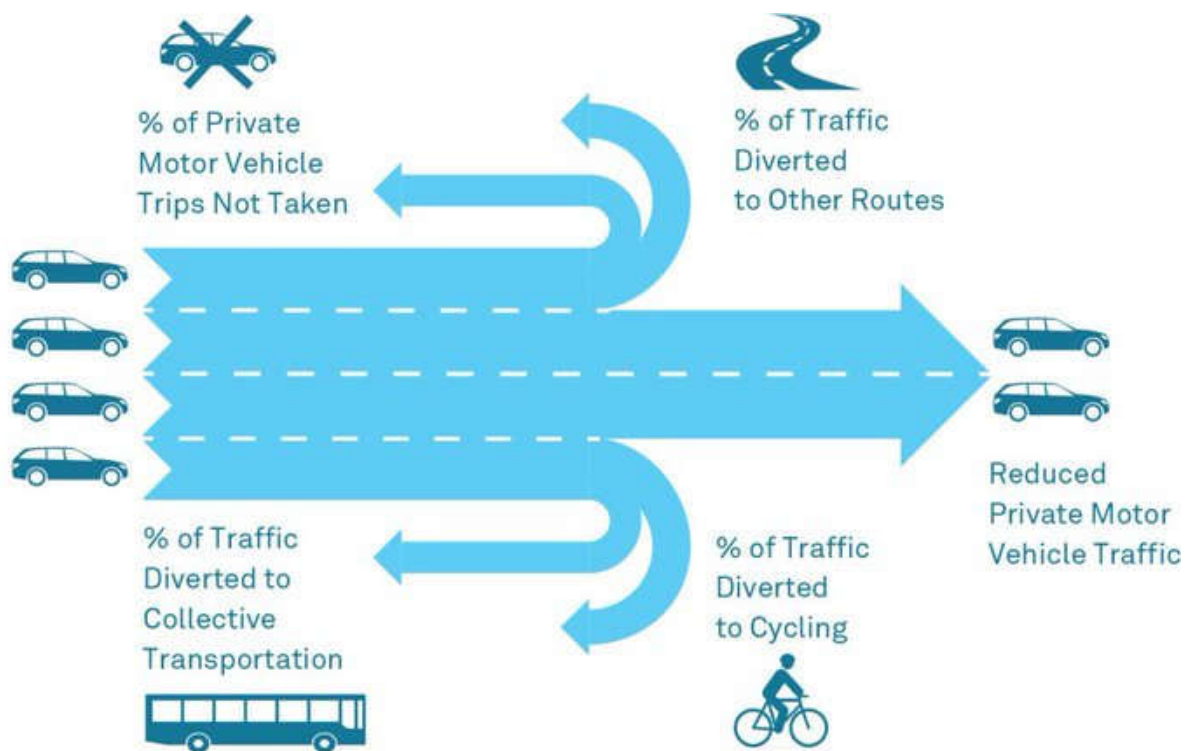 % of Private
Motor Vehicle
Trips Not Taken
% of Traffic
Diverted
to Other Routes
Reduced
Private Motor
Vehicle Traffic
% of Traffic
Diverted to
Collective
Transportation
% of Traffic
Diverted
to Cycling